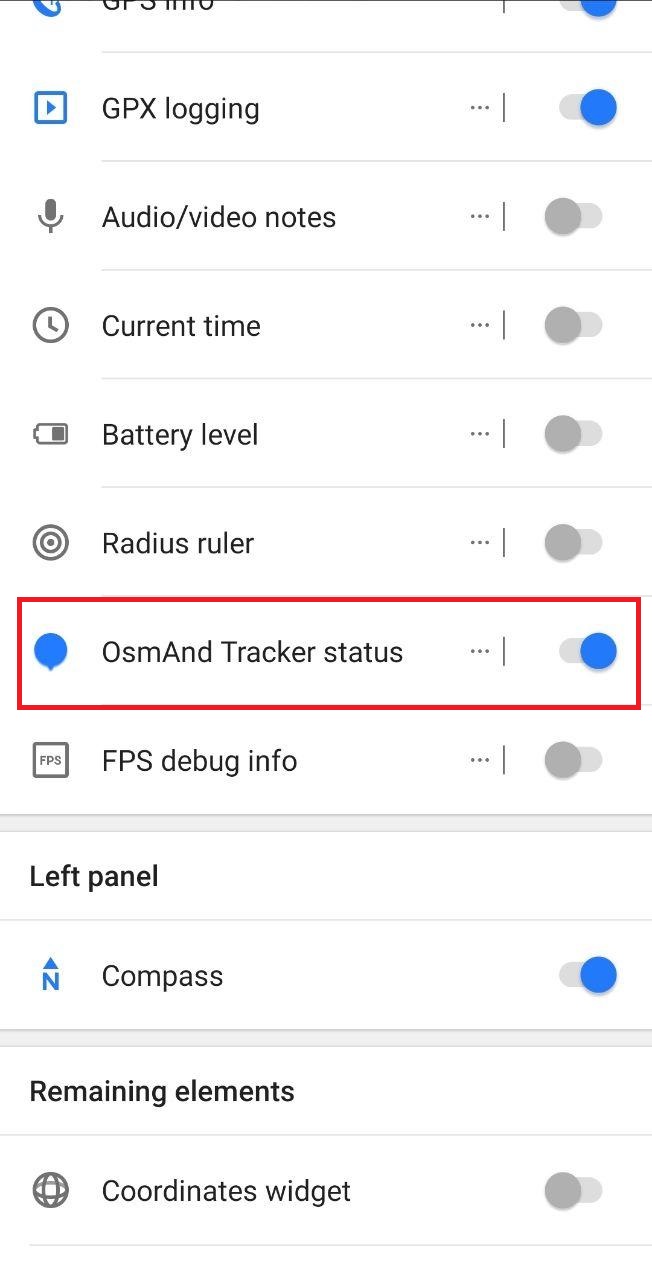 GPS info
GPX logging
Audio/video notes
Current time
Battery level
Radius ruler
OsmAnd Tracker status
FPS FPS debug info
Left panel
N Compass
Remaining elements
Coordinates widget